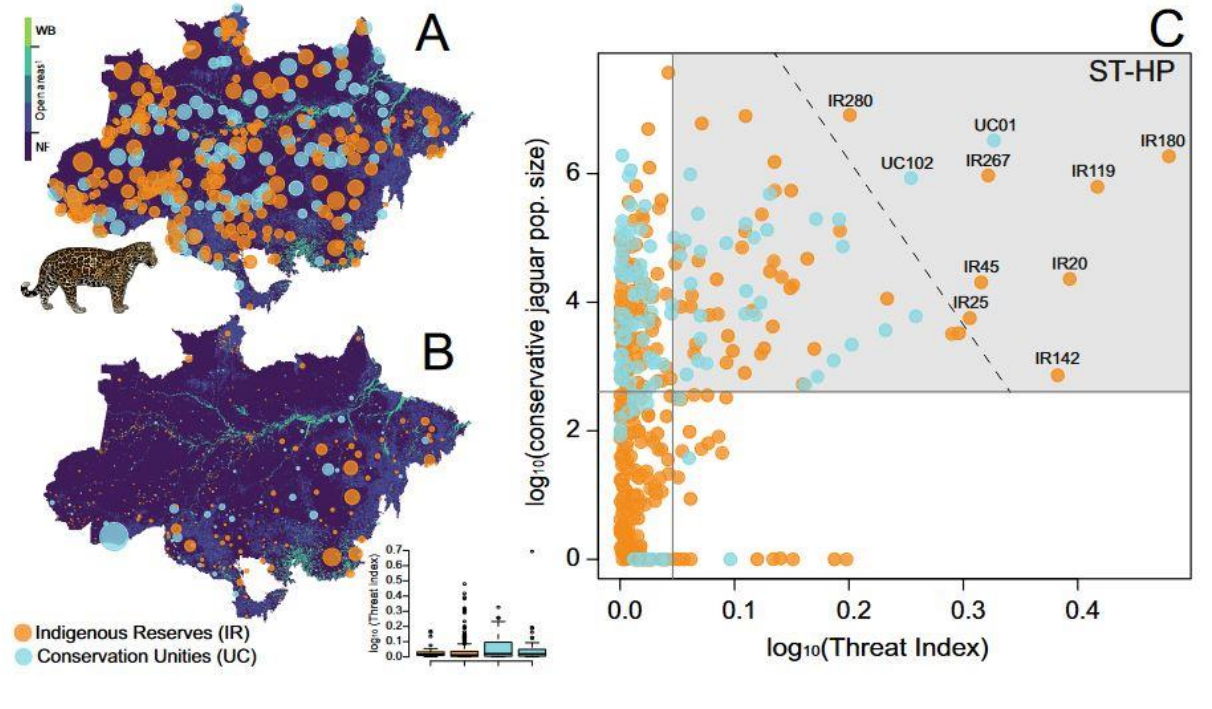 A
WB
Open areas¹
NF
B
Indigenous Reserves (IR)
Conservation Unities (UC)
log₁₀ (Threat Index)
0.7
0.6
0.5
0.4
0.3
0.2
0.1
0.0
C
ST-HP
IR280
UC01
IR180
UC102
IR267
IR119
IR45
IR20
IR25
IR142
log₁₀(conservative jaguar pop. size)
6
4
2
0
0.0
0.1
0.2
0.3
0.4
log₁₀(Threat Index)